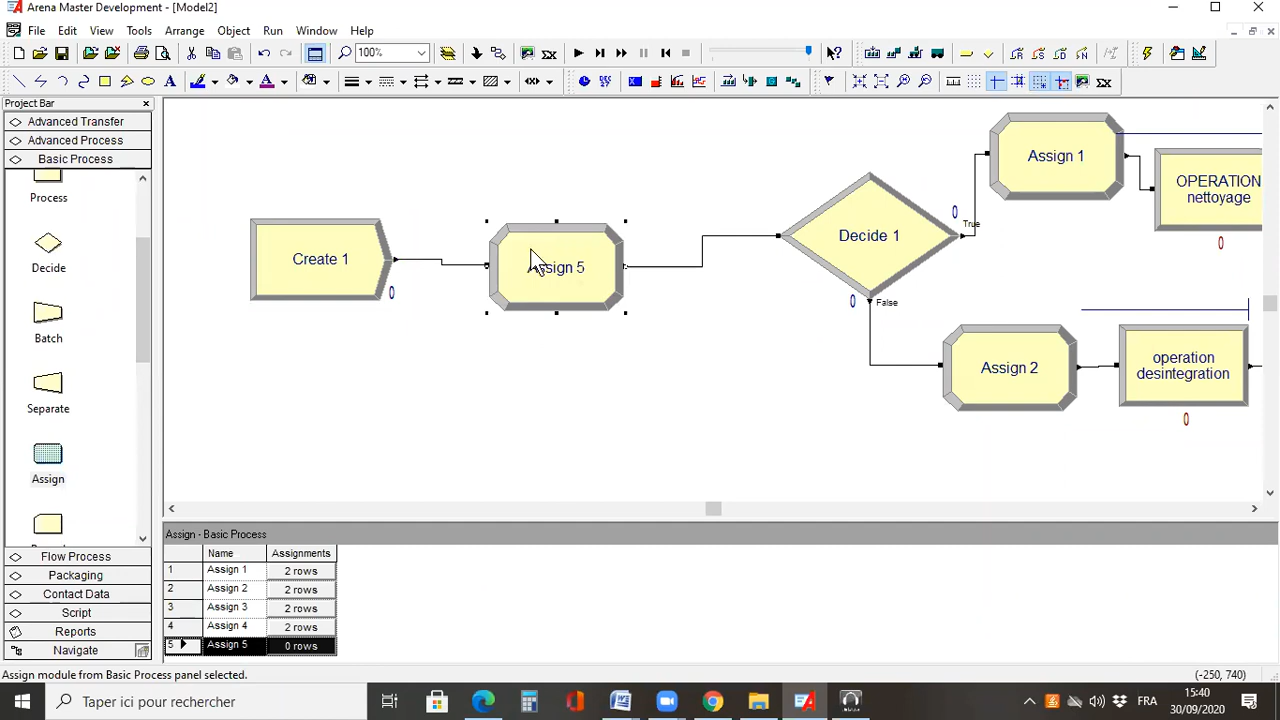 Arena Master Development - [Model2]
File Edit View Tools Arrange Object Run Window Help
100%
Project Bar
Advanced Transfer
Advanced Process
Basic Process
Process
Decide
Batch
Separate
Assign
Flow Process
Packaging
Contact Data
Script
Reports
Navigate
Create 1
0
Assign 5
Decide 1
0
True
0
False
Assign 1
OPERATION
nettoyage
0
Assign 2
operation
desintegration
0
Assign - Basic Process
Name Assignments
1 Assign 1 2 rows
2 Assign 2 2 rows
3 Assign 3 2 rows
4 Assign 4 2 rows
5 Assign 5 0 rows
Assign module from Basic Process panel selected.
(-250, 740)
Taper ici pour rechercher
FRA
15:40
30/09/2020